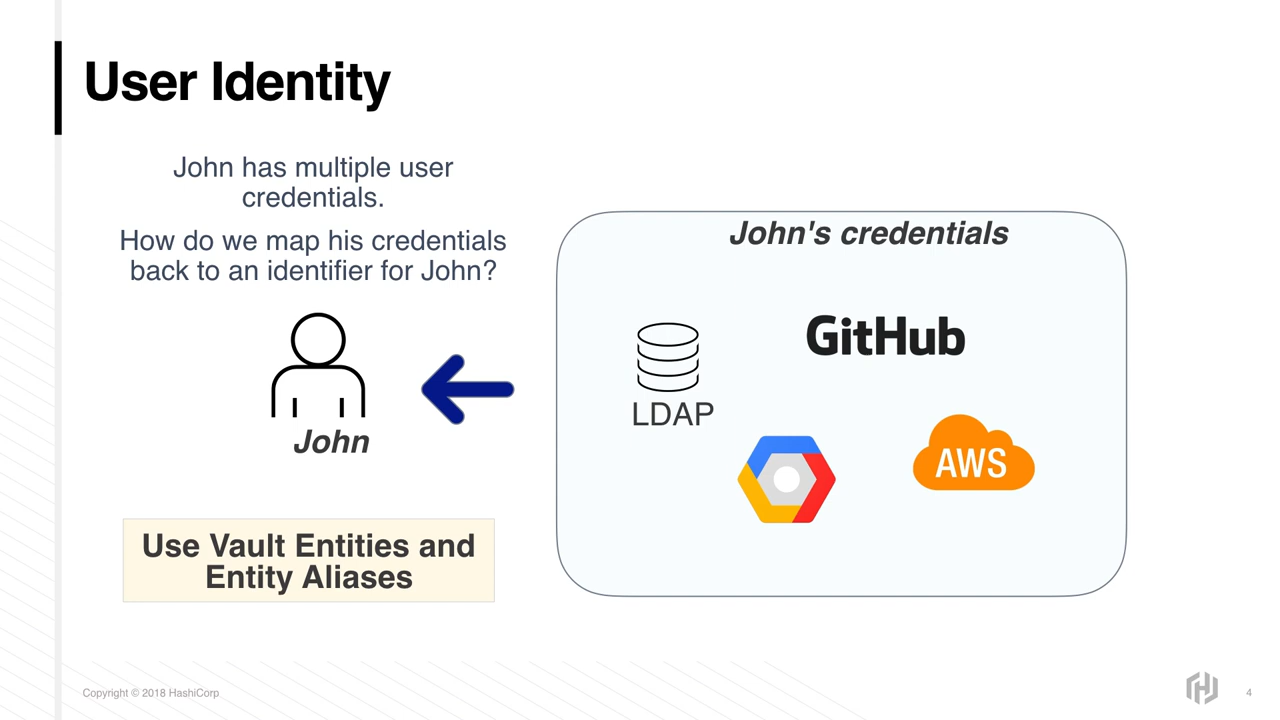 User Identity
John has multiple user
credentials.
How do we map his credentials
back to an identifier for John?
John
Use Vault Entities and
Entity Aliases
John's credentials
GitHub
LDAP
AWS
Copyright © 2018 HashiCorp
4